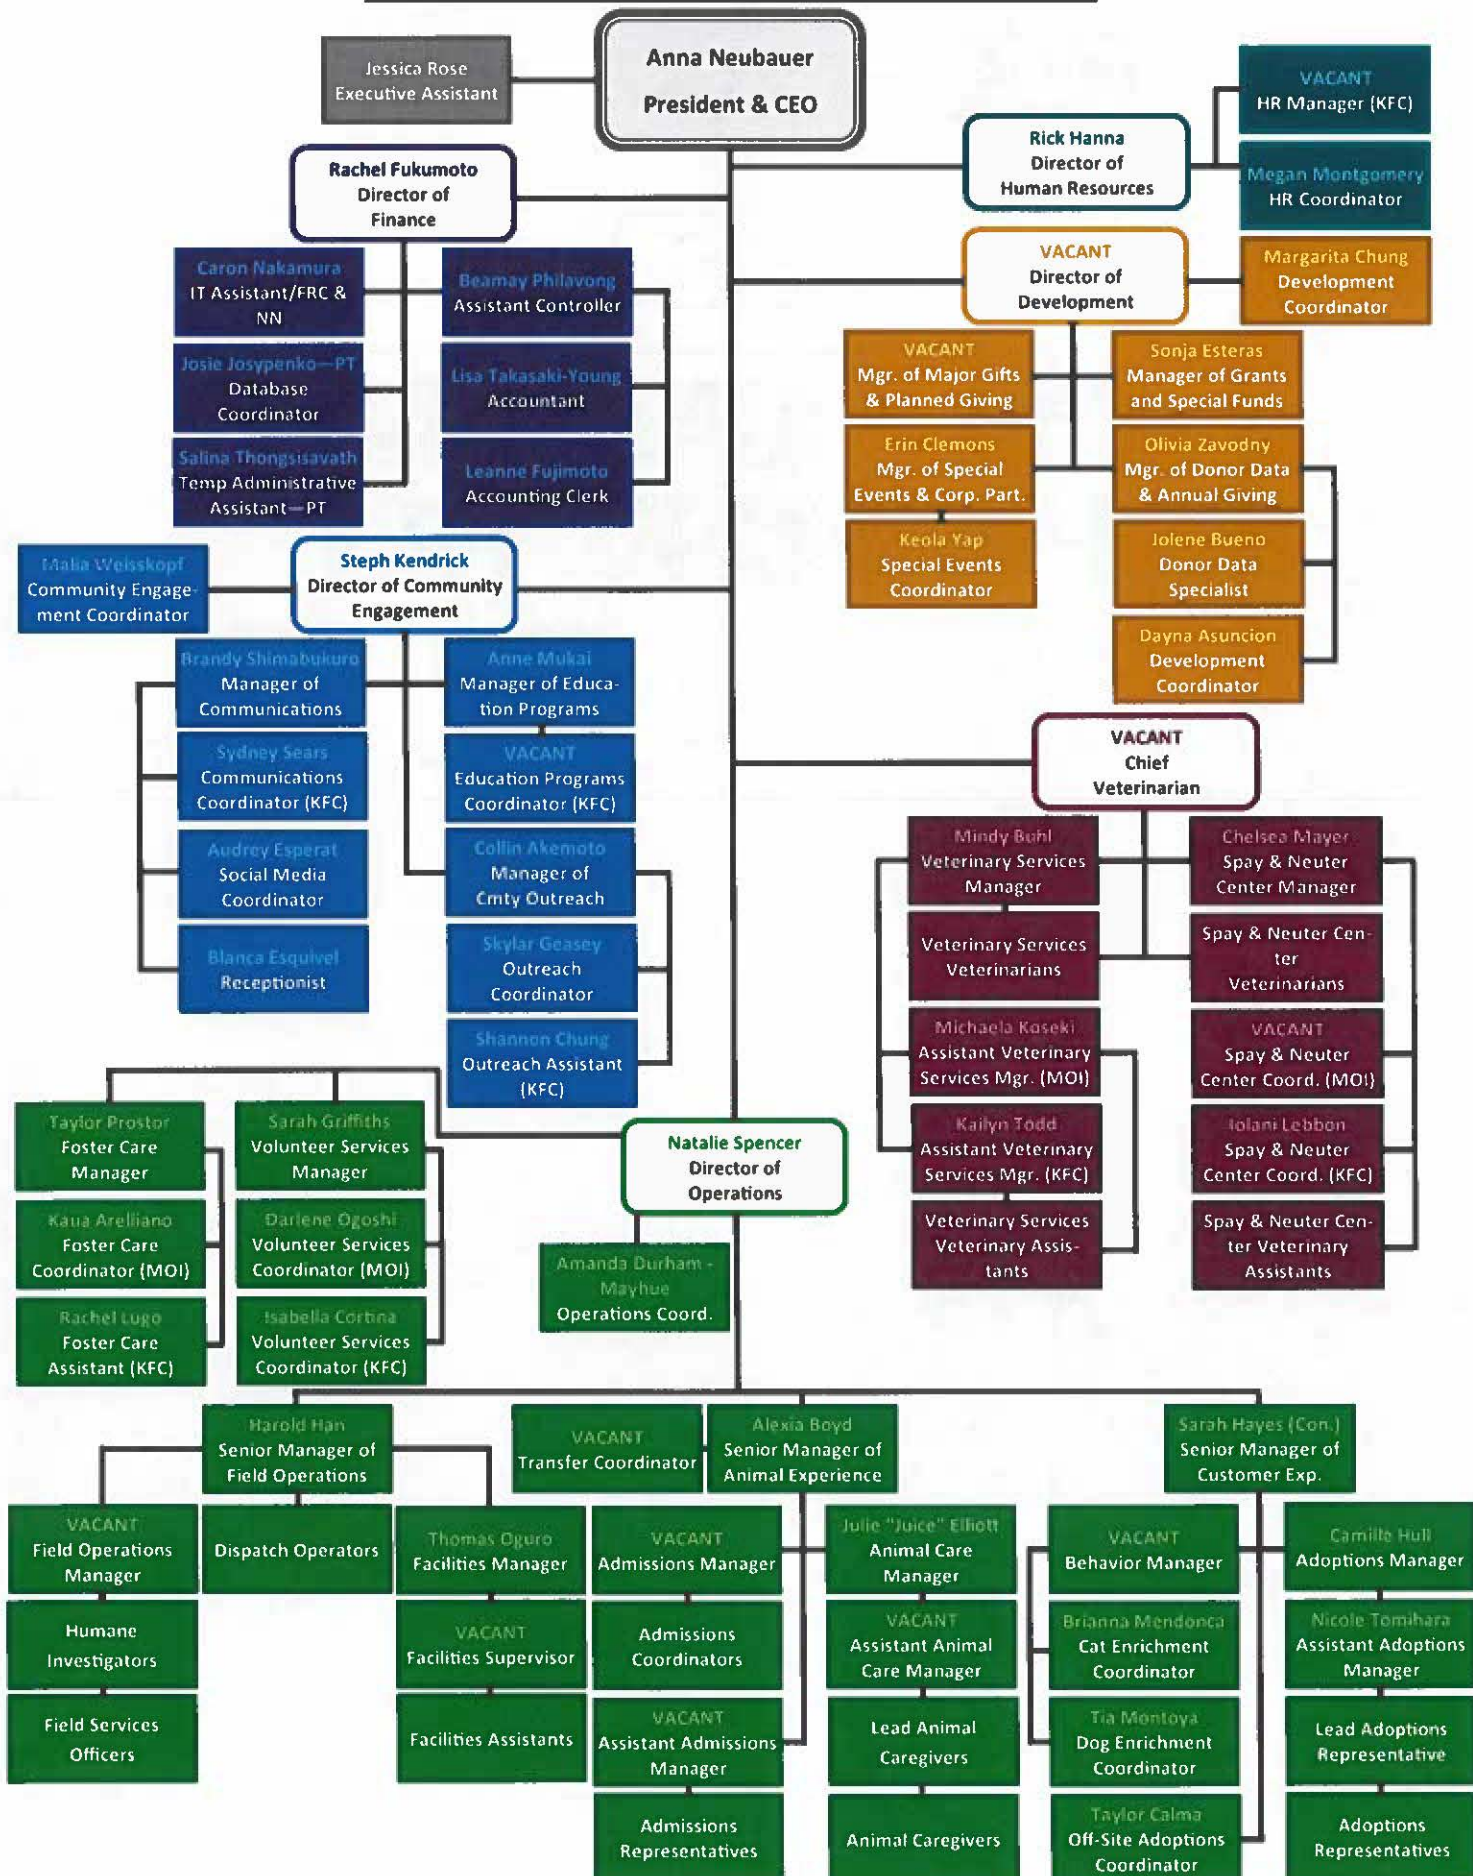 Jessica Rose
Executive Assistant
Anna Neubauer
President & CEO
VACANT
HR Manager (KFC)
Rick Hanna
Director of
Human Resources
Megan Montgomery
HR Coordinator
Rachel Fukumoto
Director of
Finance
VACANT
Director of
Development
Margarita Chung
Development
Coordinator
Caron Nakamura
IT Assistant/FRC &
NN
Beamay Philavong
Assistant Controller
Josie Josypenko—PT
Database
Coordinator
Lisa Takasaki-Young
Accountant
Salina Thongsisavath
Temp Administrative
Assistant—PT
Leanne Fujimoto
Accounting Clerk
VACANT
Mgr. of Major Gifts
& Planned Giving
Sonja Esteras
Manager of Grants
and Special Funds
Erin Clemons
Mgr. of Special
Events & Corp. Part.
Olivia Zavodny
Mgr. of Donor Data
& Annual Giving
Keola Yap
Special Events
Coordinator
Jolene Bueno
Donor Data
Specialist
Dayna Asuncion
Development
Coordinator
Malia Weisskopf
Community Engage-
ment Coordinator
Steph Kendrick
Director of Community
Engagement
Brandy Shimabukuro
Manager of
Communications
Anne Mukai
Manager of Educa-
tion Programs
Sydney Sears
Communications
Coordinator (KFC)
VACANT
Education Programs
Coordinator (KFC)
Audrey Esperat
Social Media
Coordinator
Collin Akemoto
Manager of
Cmty Outreach
Blanca Esquivel
Receptionist
Skylar Geasey
Outreach
Coordinator
Shannon Chung
Outreach Assistant
(KFC)
VACANT
Chief
Veterinarian
Mindy Buhl
Veterinary Services
Manager
Chelsea Mayer
Spay & Neuter
Center Manager
Veterinary Services
Veterinarians
Spay & Neuter Cen-
ter
Veterinarians
Michaela Koseki
Assistant Veterinary
Services Mgr. (MOI)
VACANT
Spay & Neuter
Center Coord. (MOI)
Kailyn Todd
Assistant Veterinary
Services Mgr. (KFC)
Iolani Lebbon
Spay & Neuter
Center Coord. (KFC)
Veterinary Services
Veterinary Assis-
tants
Spay & Neuter Cen-
ter Veterinary
Assistants
Taylor Prostor
Foster Care
Manager
Sarah Griffiths
Volunteer Services
Manager
Natalie Spencer
Director of
Operations
Kaua Arelliano
Foster Care
Coordinator (MOI)
Darlene Ogoshi
Volunteer Services
Coordinator (MOI)
Amanda Durham -
Mayhue
Operations Coord.
Rachel Lugo
Foster Care
Assistant (KFC)
Isabella Cortina
Volunteer Services
Coordinator (KFC)
Harold Han
Senior Manager of
Field Operations
VACANT
Transfer Coordinator
Alexia Boyd
Senior Manager of
Animal Experience
Sarah Hayes (Con.)
Senior Manager of
Customer Exp.
VACANT
Field Operations
Manager
Dispatch Operators
Thomas Oguro
Facilities Manager
VACANT
Admissions Manager
Julie "Juice" Elliott
Animal Care
Manager
VACANT
Behavior Manager
Camille Hull
Adoptions Manager
Humane
Investigators
VACANT
Facilities Supervisor
Admissions
Coordinators
VACANT
Assistant Animal
Care Manager
Brianna Mendonca
Cat Enrichment
Coordinator
Nicole Tomihara
Assistant Adoptions
Manager
Field Services
Officers
Facilities Assistants
VACANT
Assistant Admissions
Manager
Lead Animal
Caregivers
Tia Montoya
Dog Enrichment
Coordinator
Lead Adoptions
Representative
Admissions
Representatives
Animal Caregivers
Taylor Calma
Off-Site Adoptions
Coordinator
Adoptions
Representatives